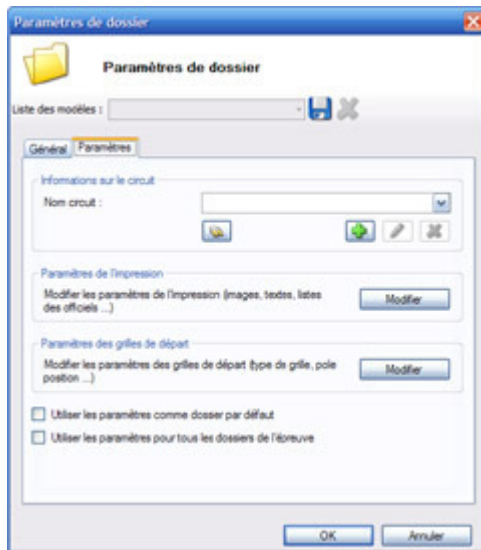 Paramètres de dossier
Paramètres de dossier
Liste des modèles :
Général Paramètres
Informations sur le circuit
Nom circuit :
Paramètres de l'impression
Modifier les paramètres de l'impression (images, textes, listes
des officiels ...)
Modifier
Paramètres des grilles de départ
Modifier les paramètres des grilles de départ (type de grille, pole
position ...)
Modifier
Utiliser les paramètres comme dossier par défaut
Utiliser les paramètres pour tous les dossiers de l'épreuve
OK Annuler